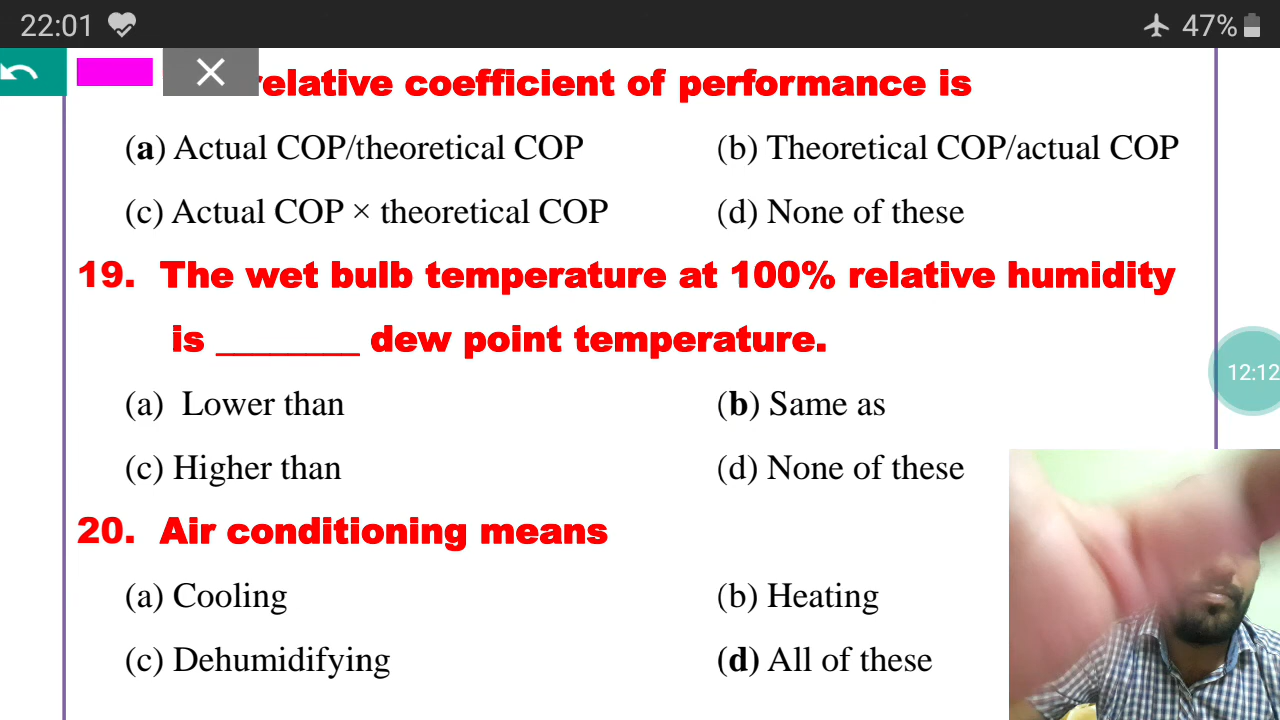 22:01 47%
relative coefficient of performance is
(a) Actual COP/theoretical COP (b) Theoretical COP/actual COP
(c) Actual COP × theoretical COP (d) None of these
19. The wet bulb temperature at 100% relative humidity
is ________ dew point temperature.
12:12
(a) Lower than (b) Same as
(c) Higher than (d) None of these
20. Air conditioning means
(a) Cooling (b) Heating
(c) Dehumidifying (d) All of these